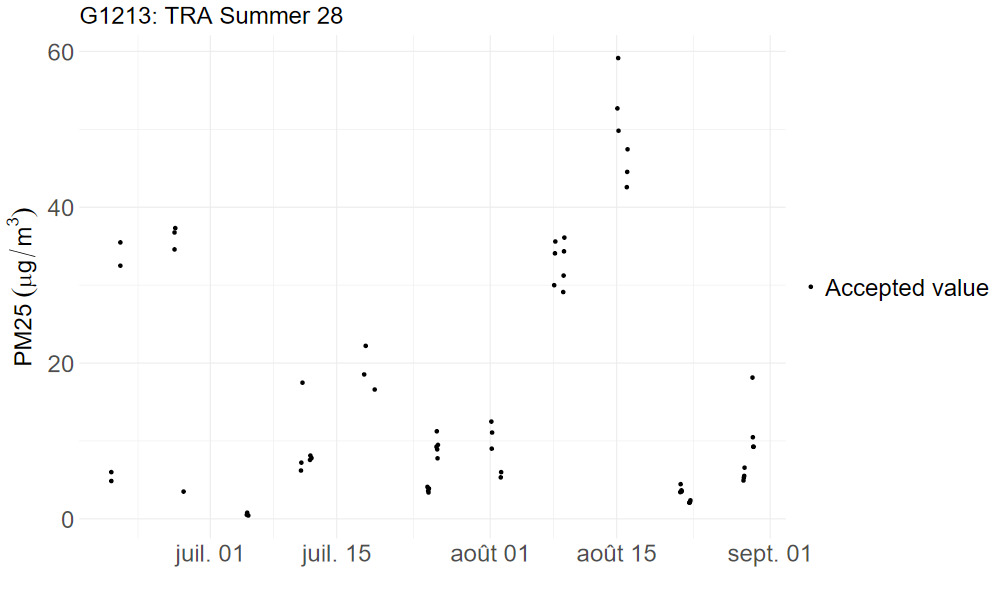 G1213: TRA Summer 28
60
40
20
0
PM25 (μg/m³)
juil. 01 juil. 15 août 01 août 15 sept. 01
Accepted value